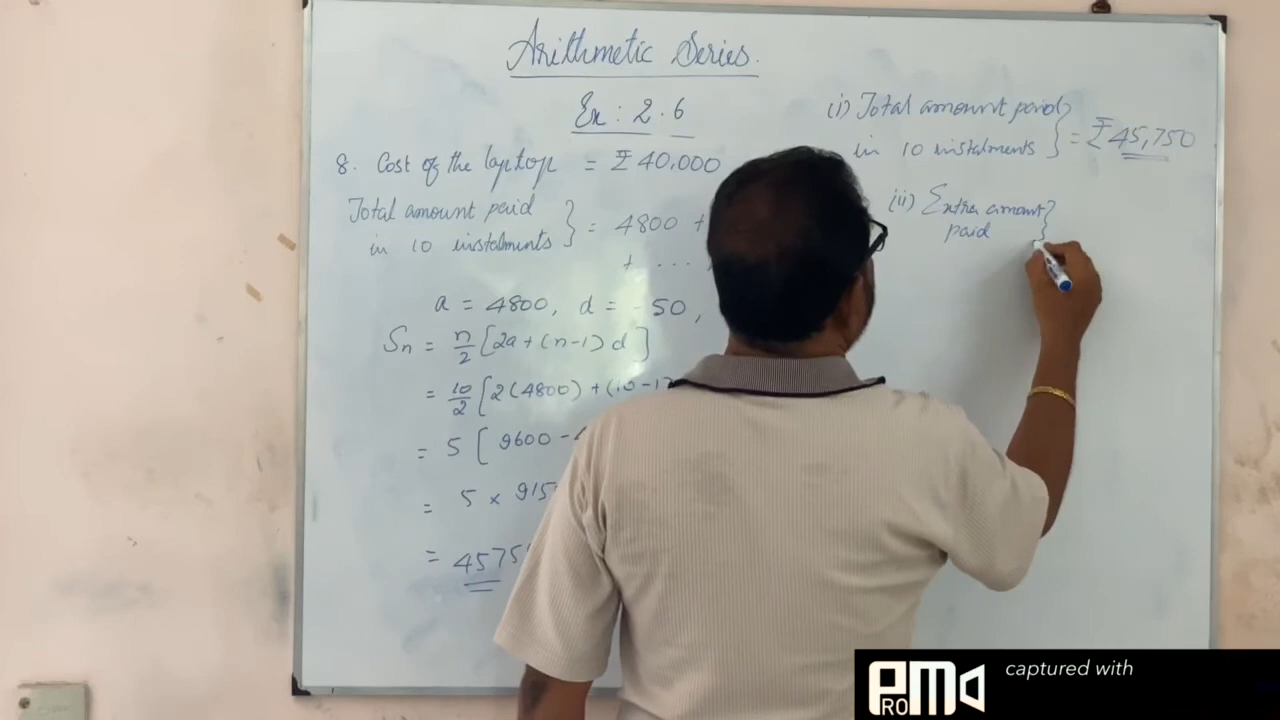 Arithmetic Series.
Ex: 2.6
8. Cost of the laptop = ₹ 40,000
Total amount paid
in 10 instalments } = 4800 +
+ ...
a = 4800, d = -50,
Sn = n/2 [2a + (n-1) d]
= 10/2 [2(4800) + (10-1)
= 5 [ 9600 - 4
= 5 × 915
= 4575
(i) Total amount paid
in 10 instalments } = ₹ 45,750
(ii) Extra amount
paid }
PROMO
captured with